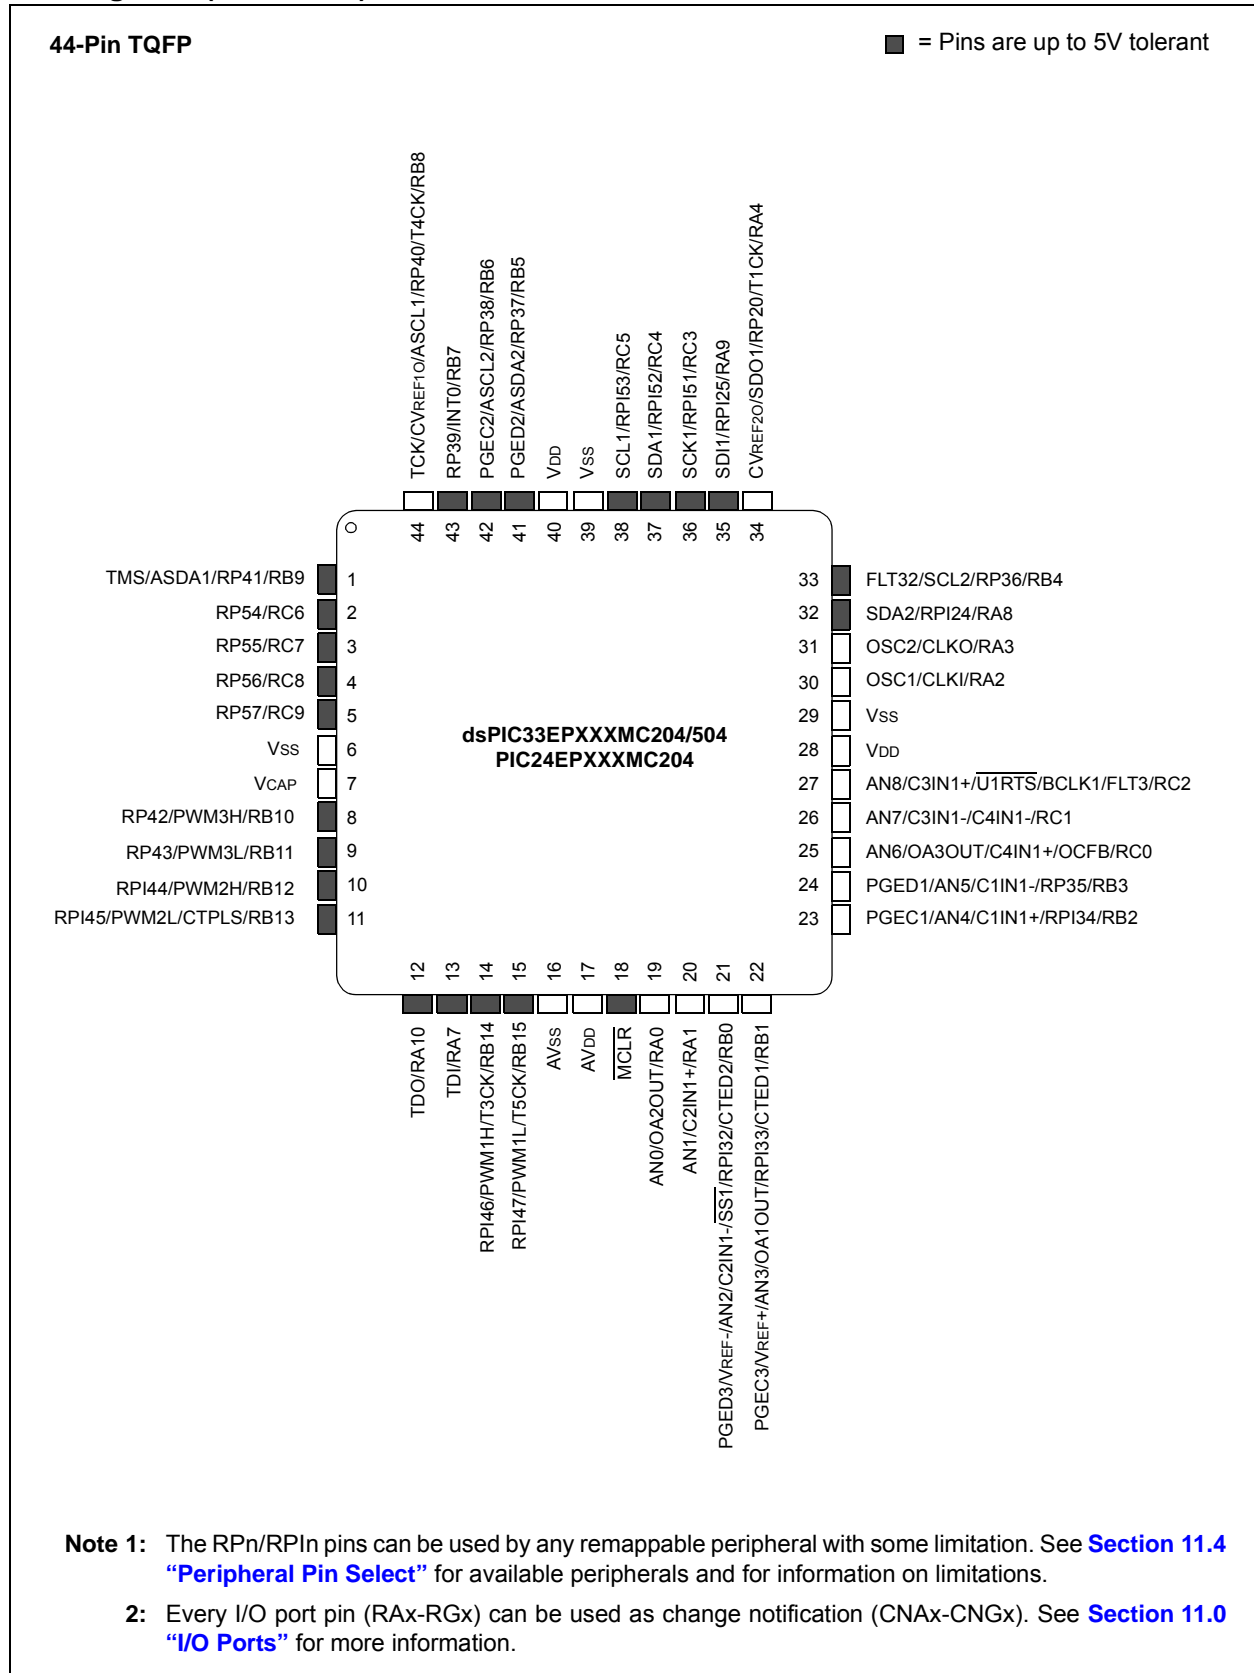 44-Pin TQFP
= Pins are up to 5V tolerant
TCK/CVREF1O/ASCL1/RP40/T4CK/RB8
RP39/INT0/RB7
PGEC2/ASCL2/RP38/RB6
PGED2/ASDA2/RP37/RB5
VDD
VSS
SCL1/RPI53/RC5
SDA1/RPI52/RC4
SCK1/RPI51/RC3
SDI1/RPI25/RA9
CVREF2O/SDO1/RP20/T1CK/RA4
44 43 42 41 40 39 38 37 36 35 34
TMS/ASDA1/RP41/RB9 1 33 FLT32/SCL2/RP36/RB4
RP54/RC6 2 32 SDA2/RPI24/RA8
RP55/RC7 3 31 OSC2/CLKO/RA3
RP56/RC8 4 30 OSC1/CLKI/RA2
RP57/RC9 5 29 VSS
dsPIC33EPXXXMC204/504
VSS 6 28 VDD
PIC24EPXXXMC204
VCAP 7 27 AN8/C3IN1+/U1RTS/BCLK1/FLT3/RC2
RP42/PWM3H/RB10 8 26 AN7/C3IN1-/C4IN1-/RC1
RP43/PWM3L/RB11 9 25 AN6/OA3OUT/C4IN1+/OCFB/RC0
RPI44/PWM2H/RB12 10 24 PGED1/AN5/C1IN1-/RP35/RB3
RPI45/PWM2L/CTPLS/RB13 11 23 PGEC1/AN4/C1IN1+/RPI34/RB2
12 13 14 15 16 17 18 19 20 21 22
TDO/RA10
TDI/RA7
RPI46/PWM1H/T3CK/RB14
RPI47/PWM1L/T5CK/RB15
AVSS
AVDD
MCLR
AN0/OA2OUT/RA0
AN1/C2IN1+/RA1
PGED3/VREF-/AN2/C2IN1-/SS1/RPI32/CTED2/RB0
PGEC3/VREF+/AN3/OA1OUT/RPI33/CTED1/RB1
Note 1: The RPn/RPIn pins can be used by any remappable peripheral with some limitation. See Section 11.4
“Peripheral Pin Select” for available peripherals and for information on limitations.
2: Every I/O port pin (RAx-RGx) can be used as change notification (CNAx-CNGx). See Section 11.0
“I/O Ports” for more information.